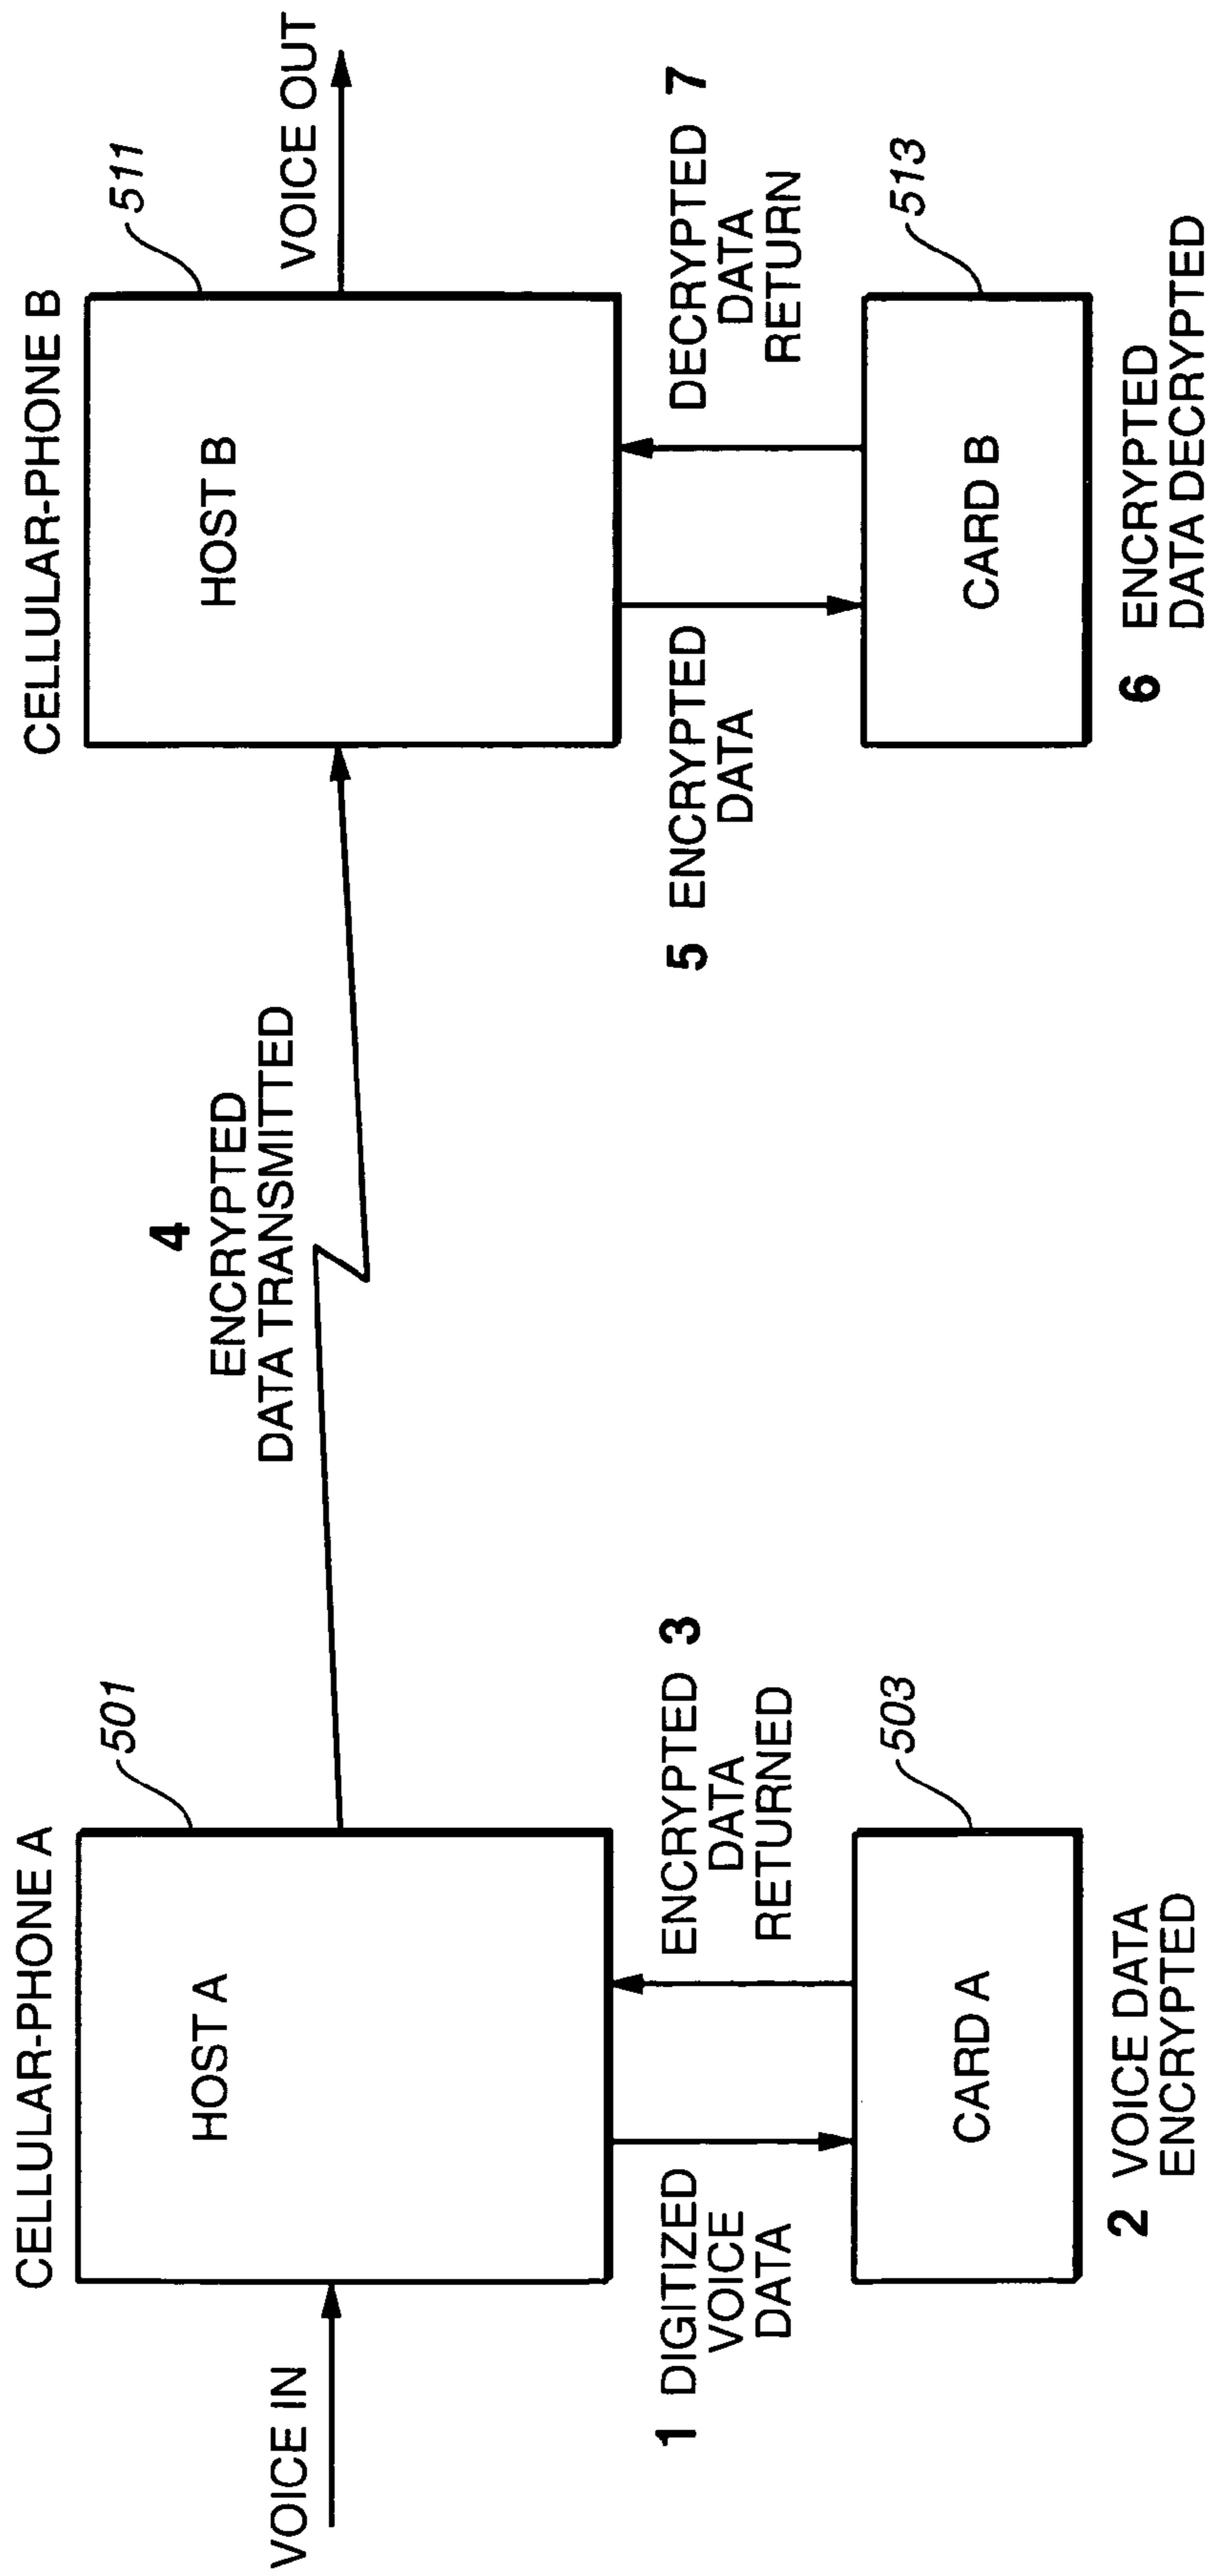 CELLULAR-PHONE A
501
HOST A
VOICE IN
1 DIGITIZED
VOICE
DATA
ENCRYPTED 3
DATA
RETURNED
503
CARD A
2 VOICE DATA
ENCRYPTED
4
ENCRYPTED
DATA TRANSMITTED
CELLULAR-PHONE B
511
HOST B
VOICE OUT
5 ENCRYPTED
DATA
DECRYPTED 7
DATA
RETURN
513
CARD B
6 ENCRYPTED
DATA DECRYPTED